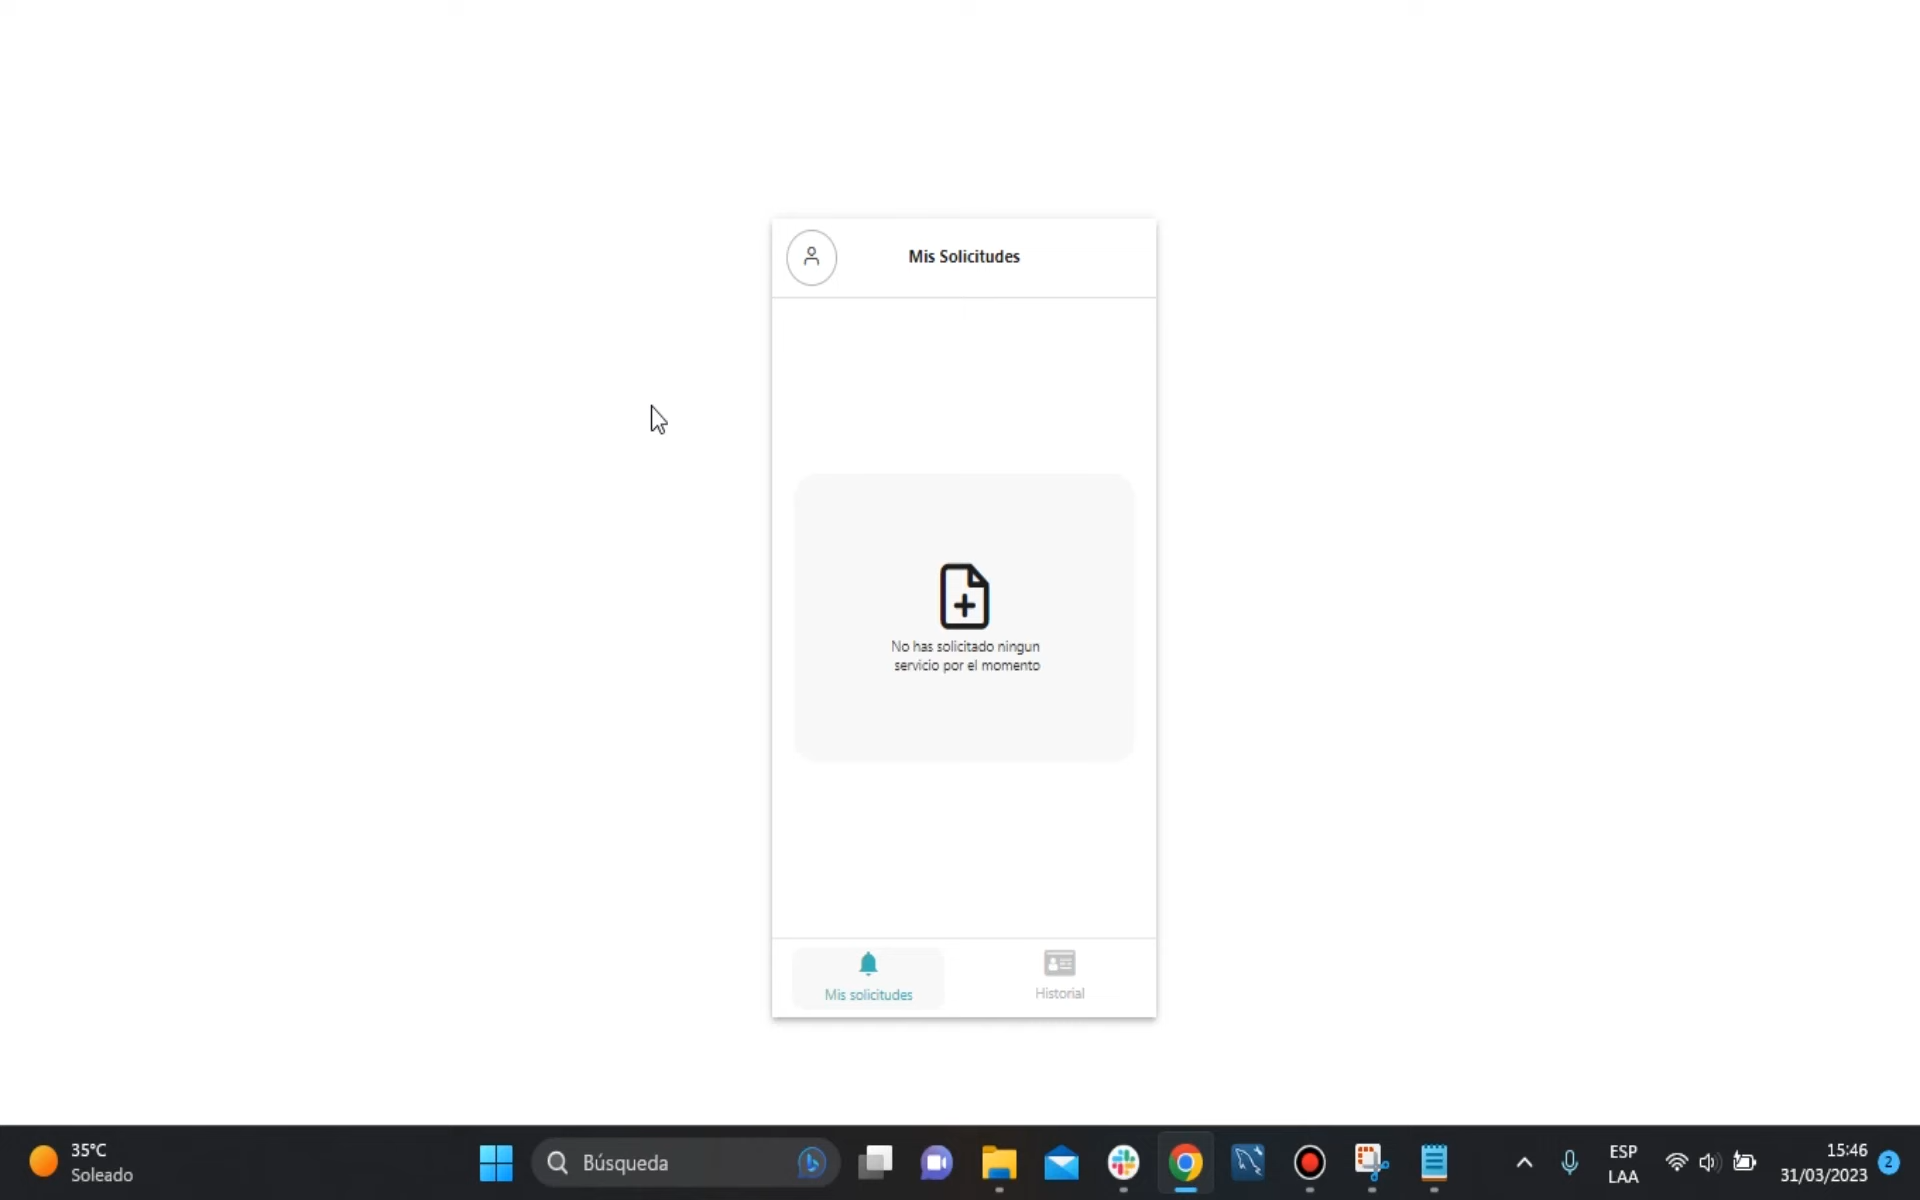 Mis Solicitudes
No has solicitado ningun
servicio por el momento
Mis solicitudes
Historial
35°C
Soleado
Búsqueda
ESP
LAA
15:46
31/03/2023
2